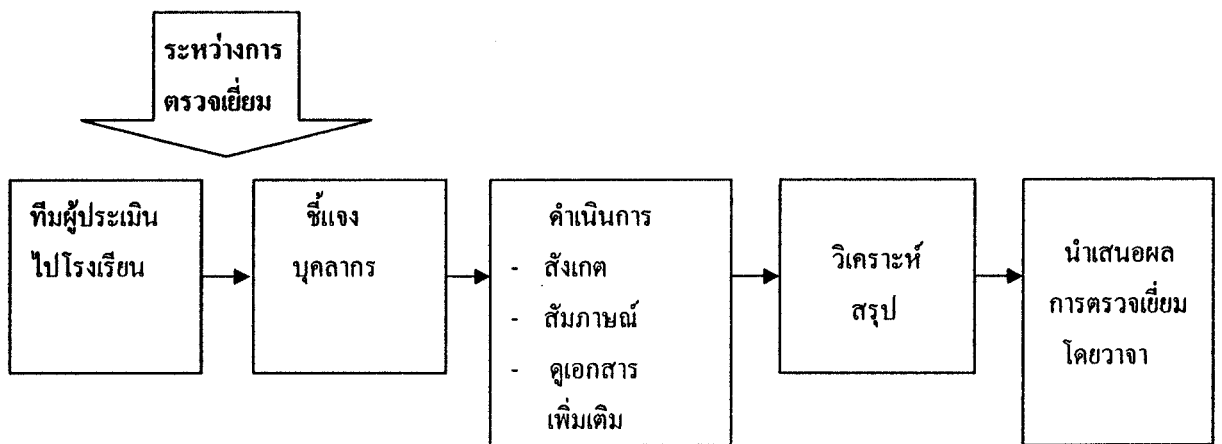 ระหว่างการ
ตรวจเยี่ยม
ทีมผู้ประเมิน
ไปโรงเรียน
ชี้แจง
บุคลากร
ดำเนินการ
- สังเกต
- สัมภาษณ์
- ดูเอกสาร
เพิ่มเติม
วิเคราะห์
สรุป
นำเสนอผล
การตรวจเยี่ยม
โดยวาจา